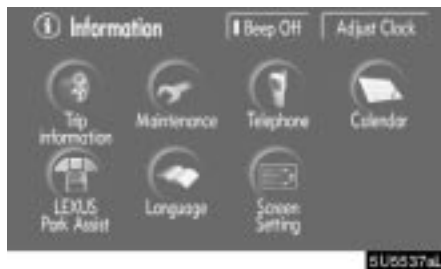 i Information
Beep Off
Adjust Clock
Trip
information
Maintenance
Telephone
Calendar
LEXUS
Park Assist
Language
Screen
Setting
5U5537aL